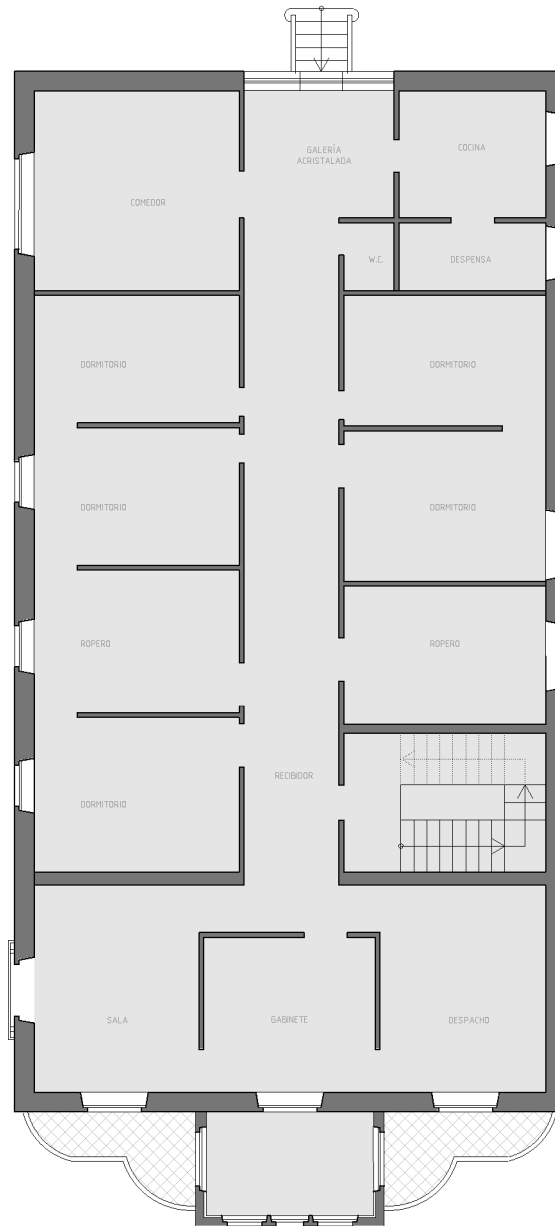 GALERÍA
ACRISTALADA
COCINA
COMEDOR
W.C.
DESPENSA
DORMITORIO
DORMITORIO
DORMITORIO
DORMITORIO
ROPERO
ROPERO
RECIBIDOR
DORMITORIO
SALA
GABINETE
DESPACHO